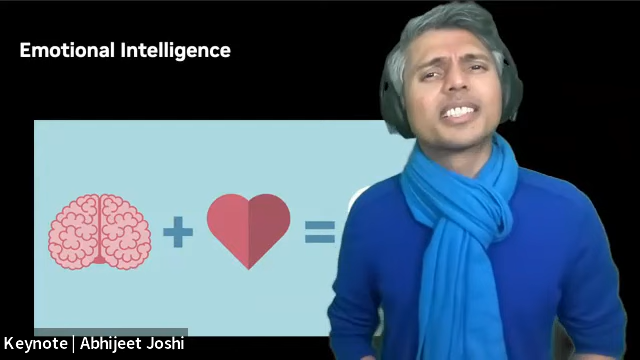 Emotional Intelligence
+
=
Keynote | Abhijeet Joshi